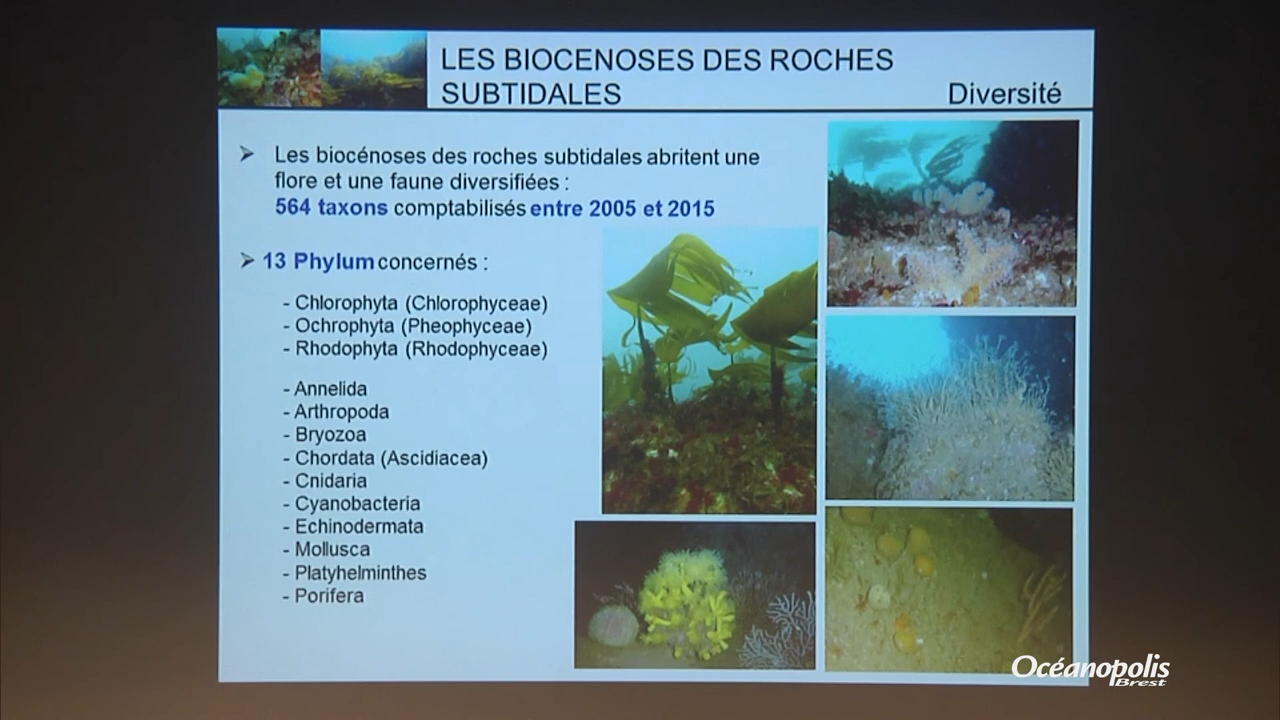 LES BIOCENOSES DES ROCHES
SUBTIDALES
Diversité
➢ Les biocénoses des roches subtidales abritent une
flore et une faune diversifiées :
564 taxons comptabilisés entre 2005 et 2015
➢ 13 Phylum concernés :
- Chlorophyta (Chlorophyceae)
- Ochrophyta (Pheophyceae)
- Rhodophyta (Rhodophyceae)
- Annelida
- Arthropoda
- Bryozoa
- Chordata (Ascidiacea)
- Cnidaria
- Cyanobacteria
- Echinodermata
- Mollusca
- Platyhelminthes
- Porifera
Océanopolis
Brest